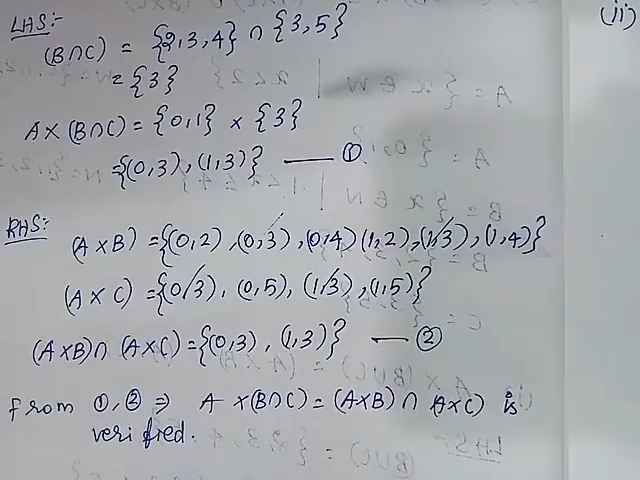 LHS:-
(ii)
(B∩C) = {2,3,4} ∩ {3,5}
= {3}
A×(B∩C) = {0,1} × {3}
= {(0,3), (1,3)} —— ①
RHS:-
(A×B) = {(0,2), (0,3), (0,4) (1,2), (1,3), (1,4)}
(A×C) = {(0,3), (0,5), (1,3), (1,5)}
(A×B)∩ (A×C) = {(0,3), (1,3)} —— ②
from ①, ② ⇒ A ×(B∩C) = (A×B) ∩ (A×C) is
verified.